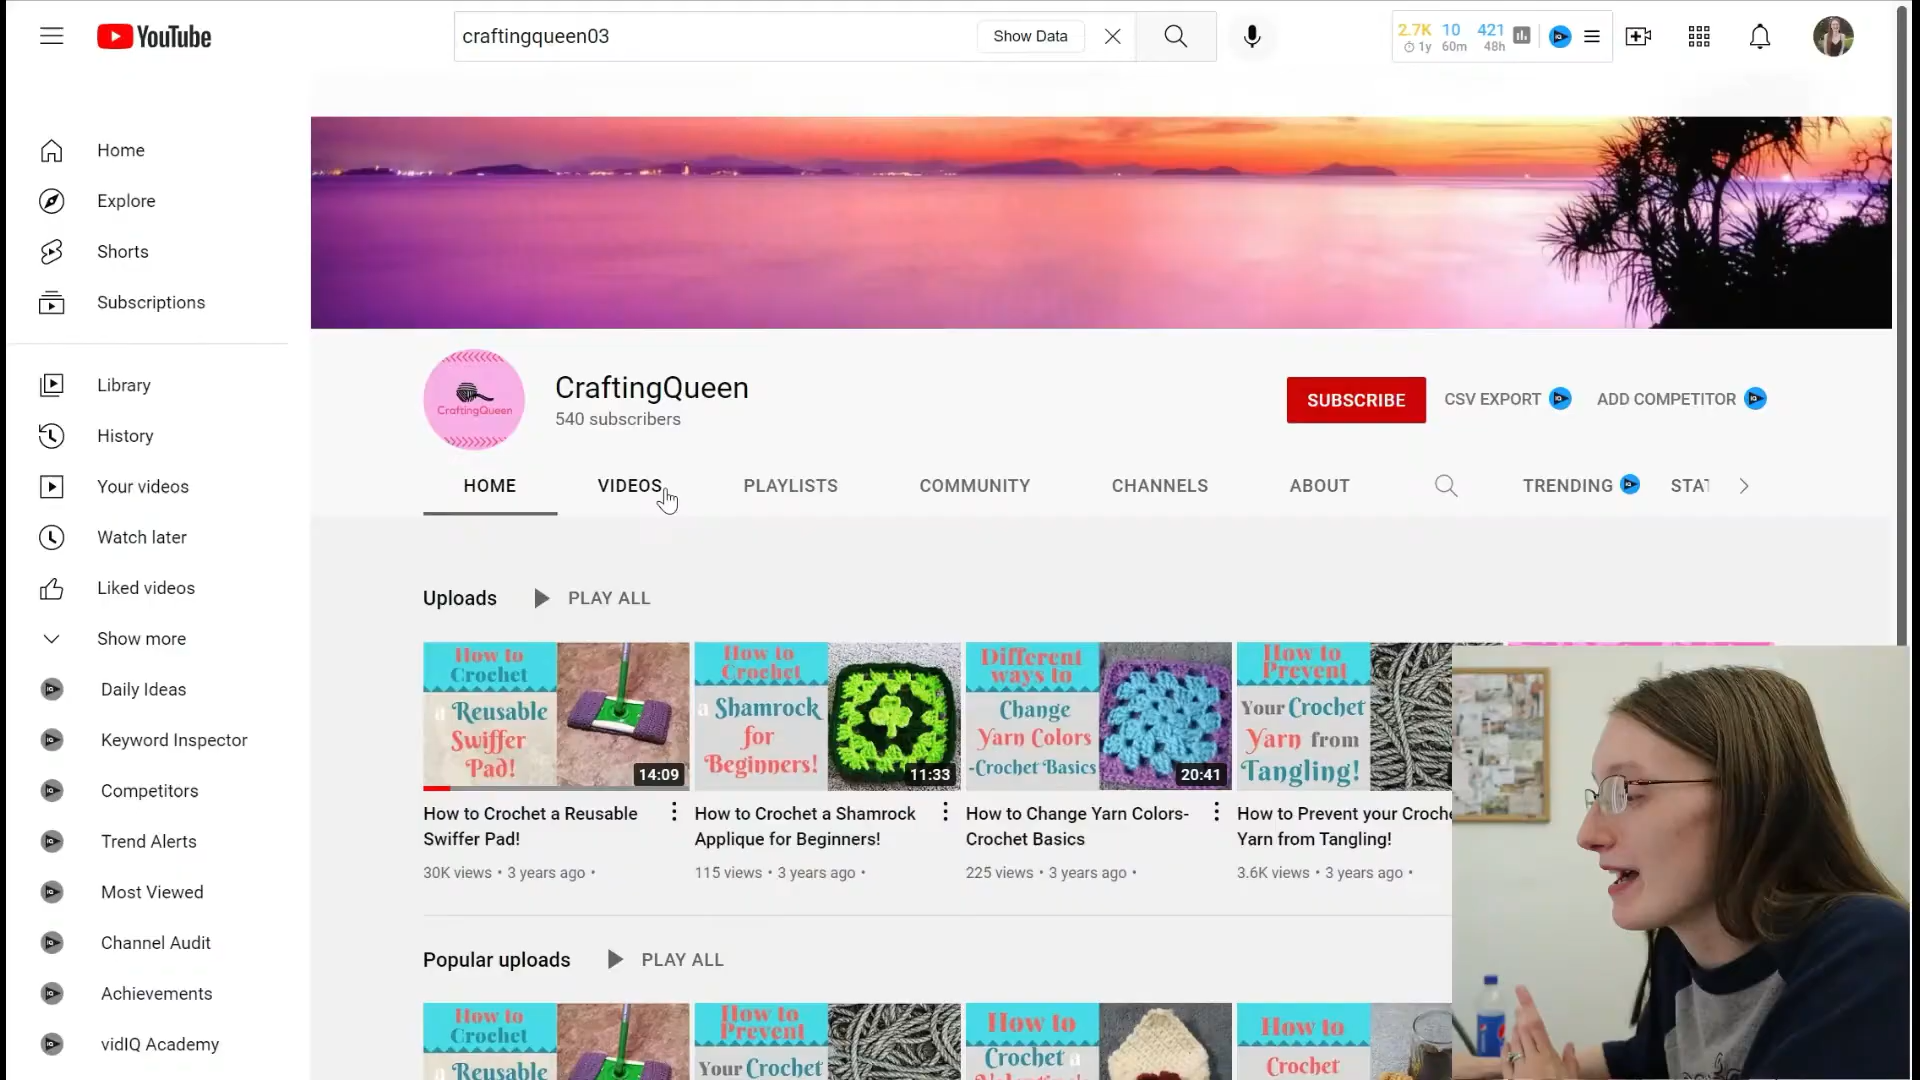 YouTube
craftingqueen03
Show Data
2.7K 10 421
1y 60m 48h
Home
Explore
Shorts
Subscriptions
Library
History
Your videos
Watch later
Liked videos
Show more
Daily Ideas
Keyword Inspector
Competitors
Trend Alerts
Most Viewed
Channel Audit
Achievements
vidIQ Academy
CraftingQueen
CraftingQueen
540 subscribers
SUBSCRIBE
CSV EXPORT
ADD COMPETITOR
HOME VIDEOS PLAYLISTS COMMUNITY CHANNELS ABOUT TRENDING
Uploads PLAY ALL
How to
Crochet
a Reusable
Swiffer
Pad!
14:09
How to
Crochet
a Shamrock
for
Beginners!
11:33
Different
ways to
Change
Yarn Colors
-Crochet Basics
20:41
How to
Prevent
Your Crochet
Yarn from
Tangling!
How to Crochet a Reusable
Swiffer Pad!
30K views • 3 years ago •
How to Crochet a Shamrock
Applique for Beginners!
115 views • 3 years ago •
How to Change Yarn Colors-
Crochet Basics
225 views • 3 years ago •
How to Prevent your
Yarn from Tangling!
3.6K views • 3 years ago •
Popular uploads PLAY ALL
How to
Crochet
a Reusable
How to
Prevent
Your Crochet
How to
Crochet a
How to
Crochet